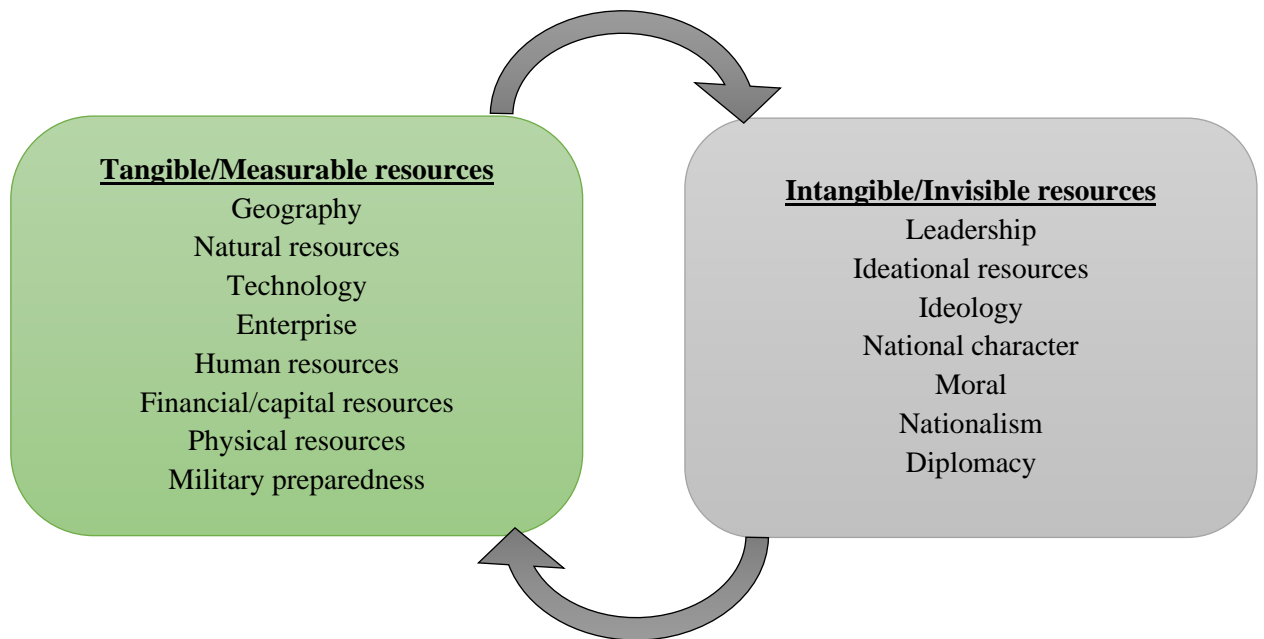 Tangible/Measurable resources
Geography
Natural resources
Technology
Enterprise
Human resources
Financial/capital resources
Physical resources
Military preparedness
Intangible/Invisible resources
Leadership
Ideational resources
Ideology
National character
Moral
Nationalism
Diplomacy